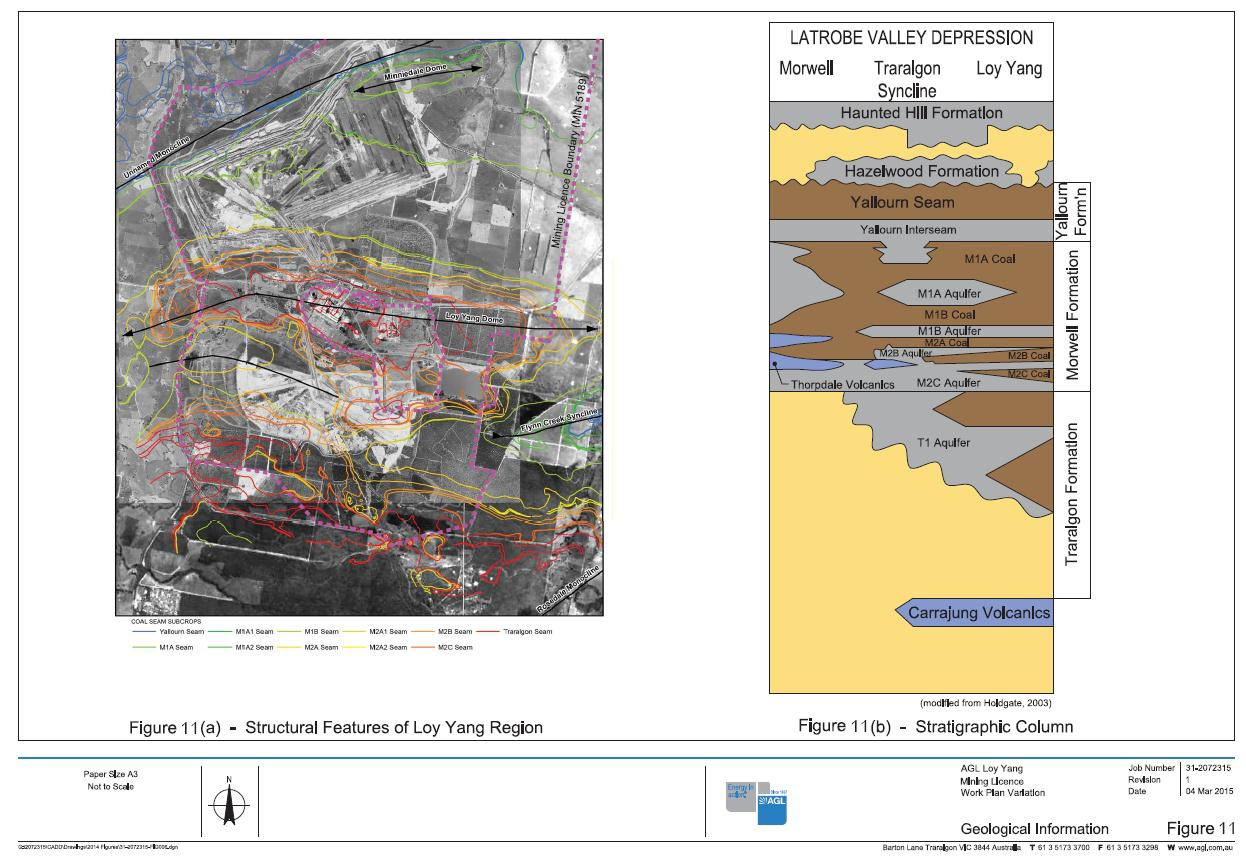 Minniedale Dome
Unnamed Monocline
Mining Licence Boundary (MIN 5189)
Loy Yang Dome
Flynn Creek Syncline
Rosedale Monocline
COAL SEAM SUBCROPS
Yallourn Seam M1A1 Seam M1B Seam M2A1 Seam M2B Seam Traralgon Seam
M1A Seam M1A2 Seam M2A Seam M2A2 Seam M2C Seam
Figure 11(a) - Structural Features of Loy Yang Region
LATROBE VALLEY DEPRESSION
Morwell Traralgon Loy Yang
Syncline
Haunted Hill Formation
Hazelwood Formation
Yallourn Seam
Yallourn
Form'n
Yallourn Interseam
M1A Coal
M1A Aquifer
M1B Coal
M1B Aquifer
M2A Coal
M2B Aquifer
M2B Coal
M2C Coal
Thorpdale Volcanics
M2C Aquifer
Morwell Formation
T1 Aquifer
Traralgon Formation
Carrajung Volcanics
(modified from Holdgate, 2003)
Figure 11(b) - Stratigraphic Column
Paper Size A3
Not to Scale
N
Energy in
action.
Since 1837
AGL
AGL Loy Yang
Mining Licence
Work Plan Variation
Job Number 31-2072315
Revision 1
Date 04 Mar 2015
Geological Information Figure 11
Barton Lane Traralgon VIC 3844 Australia T 61 3 5173 3700 F 61 3 5173 3298 W www.agl.com.au